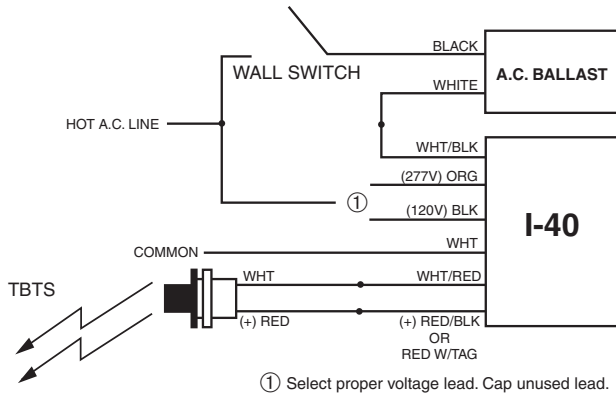 BLACK
A.C. BALLAST
WALL SWITCH
WHITE
HOT A.C. LINE
WHT/BLK
(277V) ORG
①
(120V) BLK
I-40
WHT
COMMON
TBTS
WHT
WHT/RED
(+) RED
(+) RED/BLK
OR
RED W/TAG
① Select proper voltage lead. Cap unused lead.